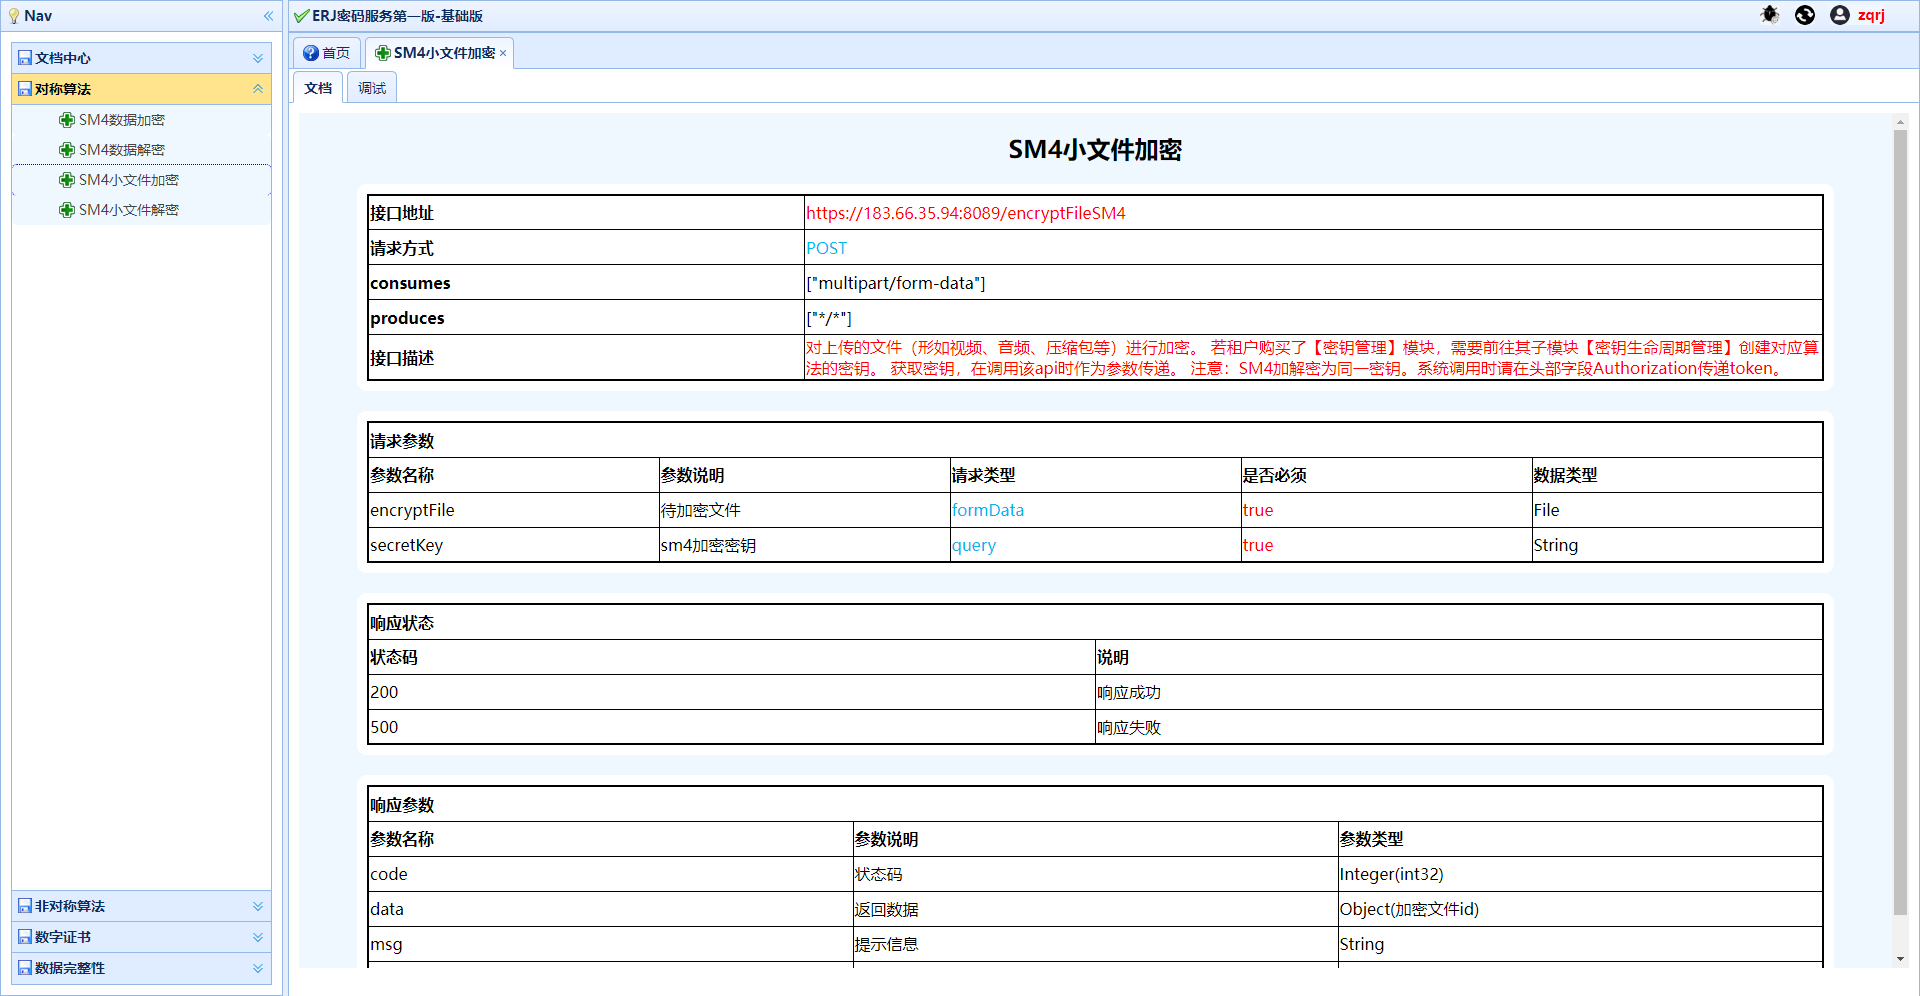 Nav
ERJ密码服务第一版-基础版
zqrj
文档中心
对称算法
SM4数据加密
SM4数据解密
SM4小文件加密
SM4小文件解密
非对称算法
数字证书
数据完整性
首页
SM4小文件加密
文档
调试
SM4小文件加密
接口地址 https://183.66.35.94:8089/encryptFileSM4
请求方式 POST
consumes ["multipart/form-data"]
produces ["*/*"]
接口描述 对上传的文件（形如视频、音频、压缩包等）进行加密。 若租户购买了【密钥管理】模块，需要前往其子模块【密钥生命周期管理】创建对应算
法的密钥。 获取密钥，在调用该api时作为参数传递。 注意：SM4加解密为同一密钥。系统调用时请在头部字段Authorization传递token。
请求参数
参数名称 参数说明 请求类型 是否必须 数据类型
encryptFile 待加密文件 formData true File
secretKey sm4加密密钥 query true String
响应状态
状态码 说明
200 响应成功
500 响应失败
响应参数
参数名称 参数说明 参数类型
code 状态码 Integer(int32)
data 返回数据 Object(加密文件id)
msg 提示信息 String